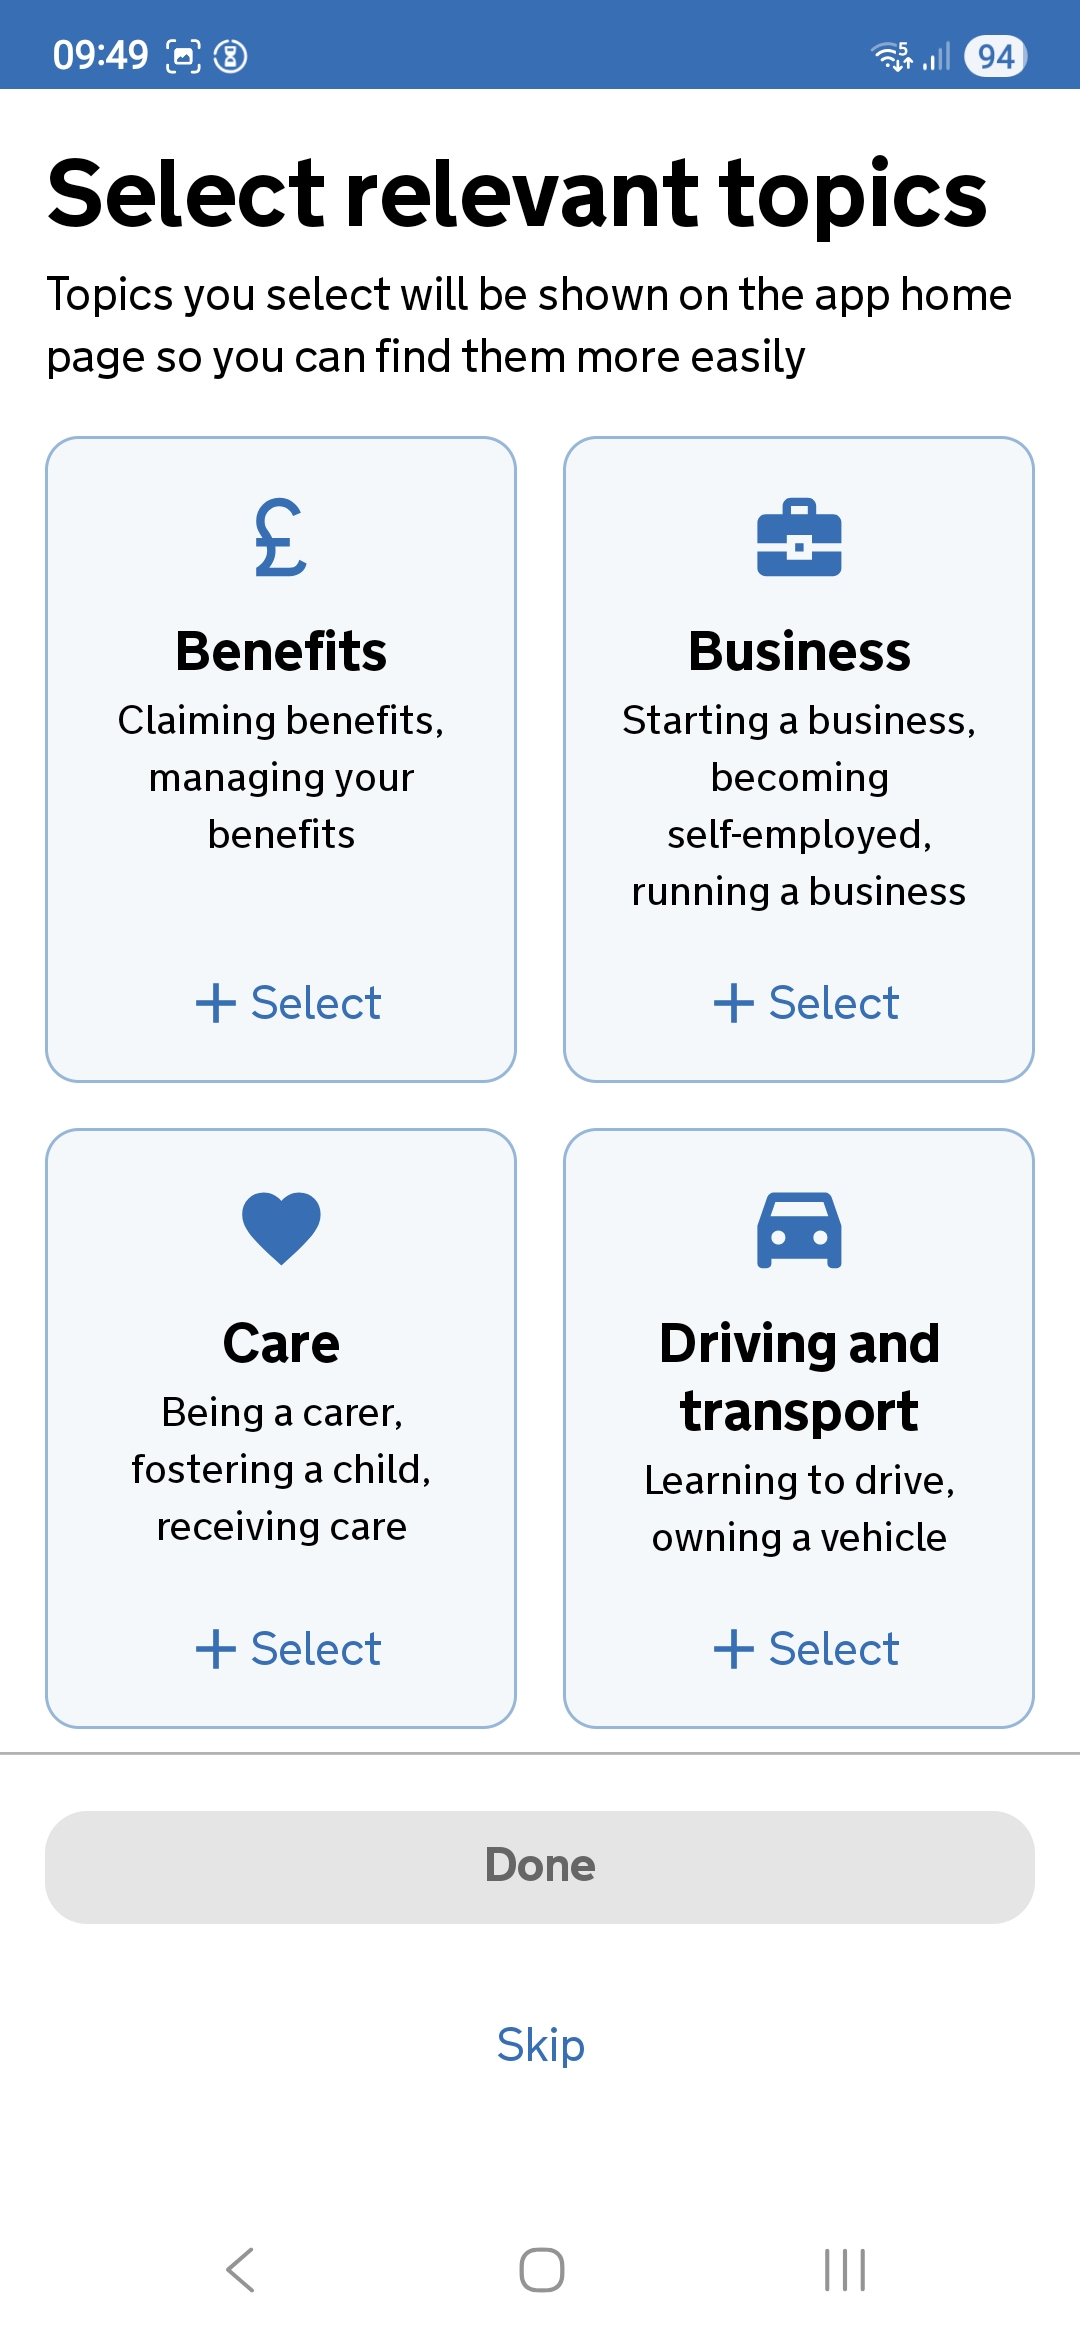 09:49
5
94
Select relevant topics
Topics you select will be shown on the app home
page so you can find them more easily
£
Benefits
Claiming benefits,
managing your
benefits
+ Select
Business
Starting a business,
becoming
self-employed,
running a business
+ Select
Care
Being a carer,
fostering a child,
receiving care
+ Select
Driving and
transport
Learning to drive,
owning a vehicle
+ Select
Done
Skip